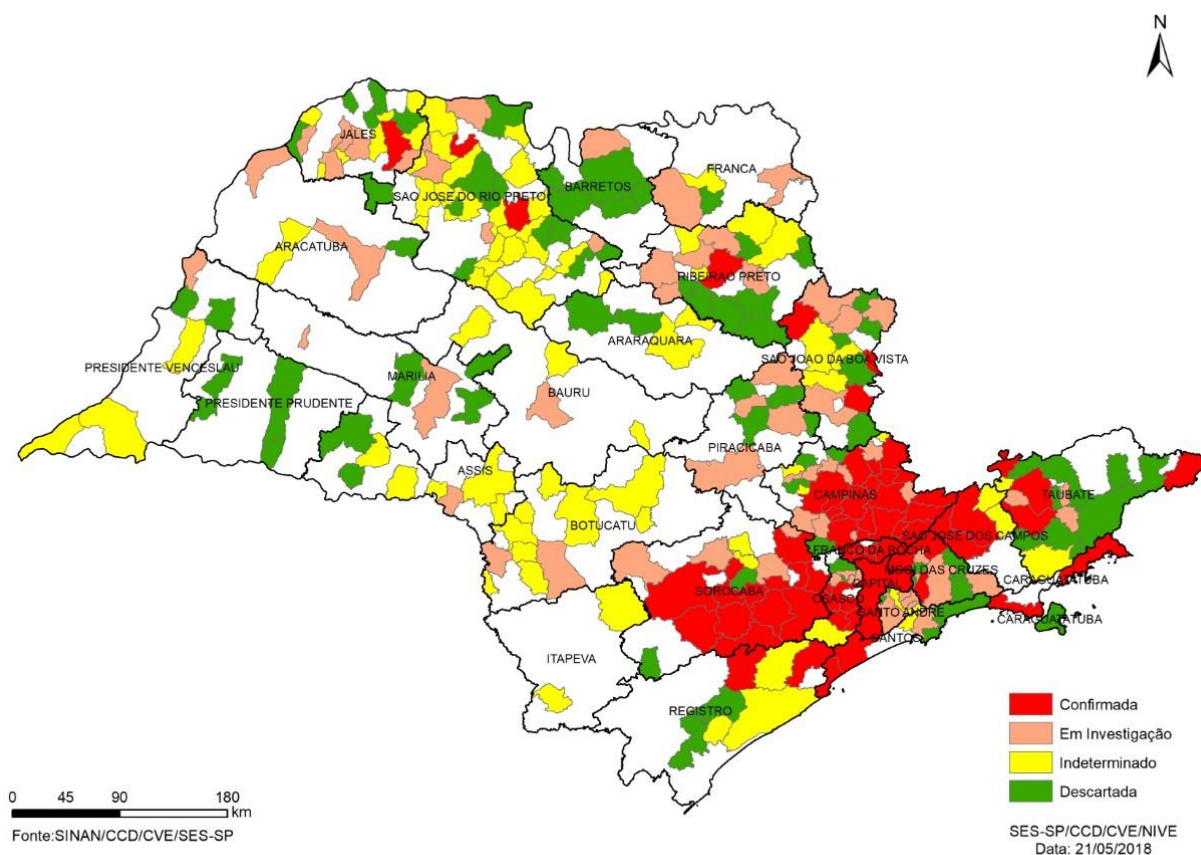 N
JALES
FRANCA
BARRETOS
SAO JOSE DO RIO PRETO
ARACATUBA
RIBEIRAO PRETO
ARARAQUARA
SAO JOAO DA BOA VISTA
PRESIDENTE VENCESLAU
MARILIA
BAURU
PRESIDENTE PRUDENTE
PIRACICABA
ASSIS
CAMPINAS
TAUBATE
BOTUCATU
SAO JOSE DOS CAMPOS
FRANCO DA ROCHA
MOGI DAS CRUZES
CARAGUATATUBA
CAPITAL
SOROCABA
OSASCO
SANTO ANDRE
CARAGUATATUBA
SANTOS
ITAPEVA
REGISTRO
Confirmada
Em Investigação
Indeterminado
Descartada
0 45 90 180
km
Fonte:SINAN/CCD/CVE/SES-SP
SES-SP/CCD/CVE/NIVE
Data: 21/05/2018